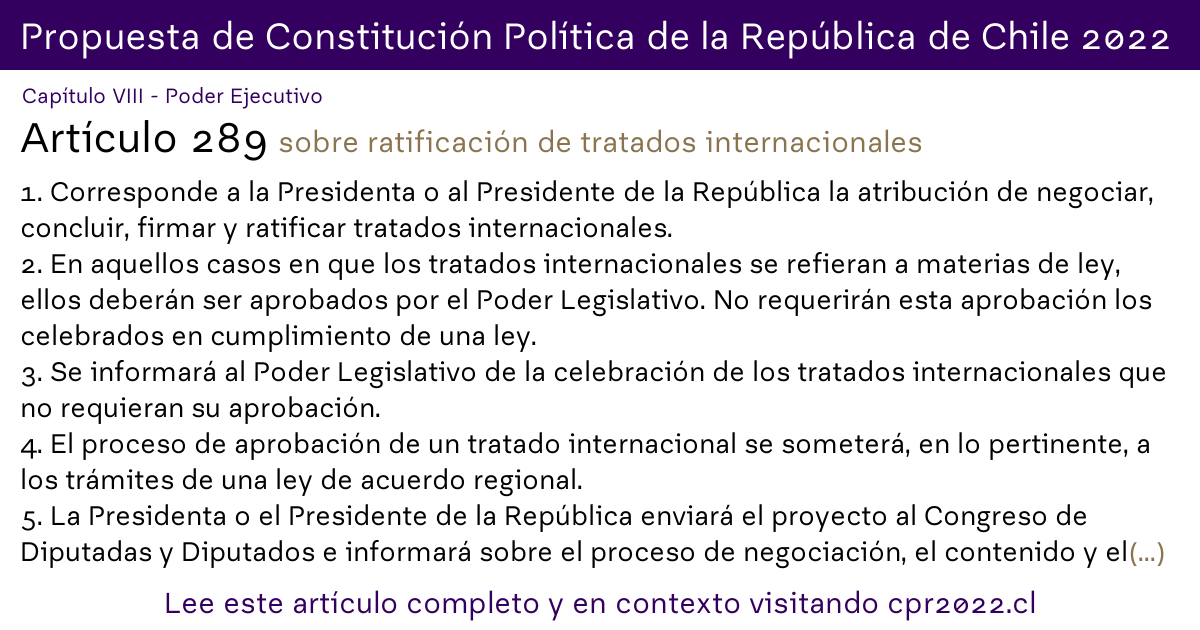 Propuesta de Constitución Política de la República de Chile 2022
Capítulo VIII - Poder Ejecutivo
Artículo 289 sobre ratificación de tratados internacionales
1. Corresponde a la Presidenta o al Presidente de la República la atribución de negociar,
concluir, firmar y ratificar tratados internacionales.
2. En aquellos casos en que los tratados internacionales se refieran a materias de ley,
ellos deberán ser aprobados por el Poder Legislativo. No requerirán esta aprobación los
celebrados en cumplimiento de una ley.
3. Se informará al Poder Legislativo de la celebración de los tratados internacionales que
no requieran su aprobación.
4. El proceso de aprobación de un tratado internacional se someterá, en lo pertinente, a
los trámites de una ley de acuerdo regional.
5. La Presidenta o el Presidente de la República enviará el proyecto al Congreso de
Diputadas y Diputados e informará sobre el proceso de negociación, el contenido y el(...)
Lee este artículo completo y en contexto visitando cpr2022.cl